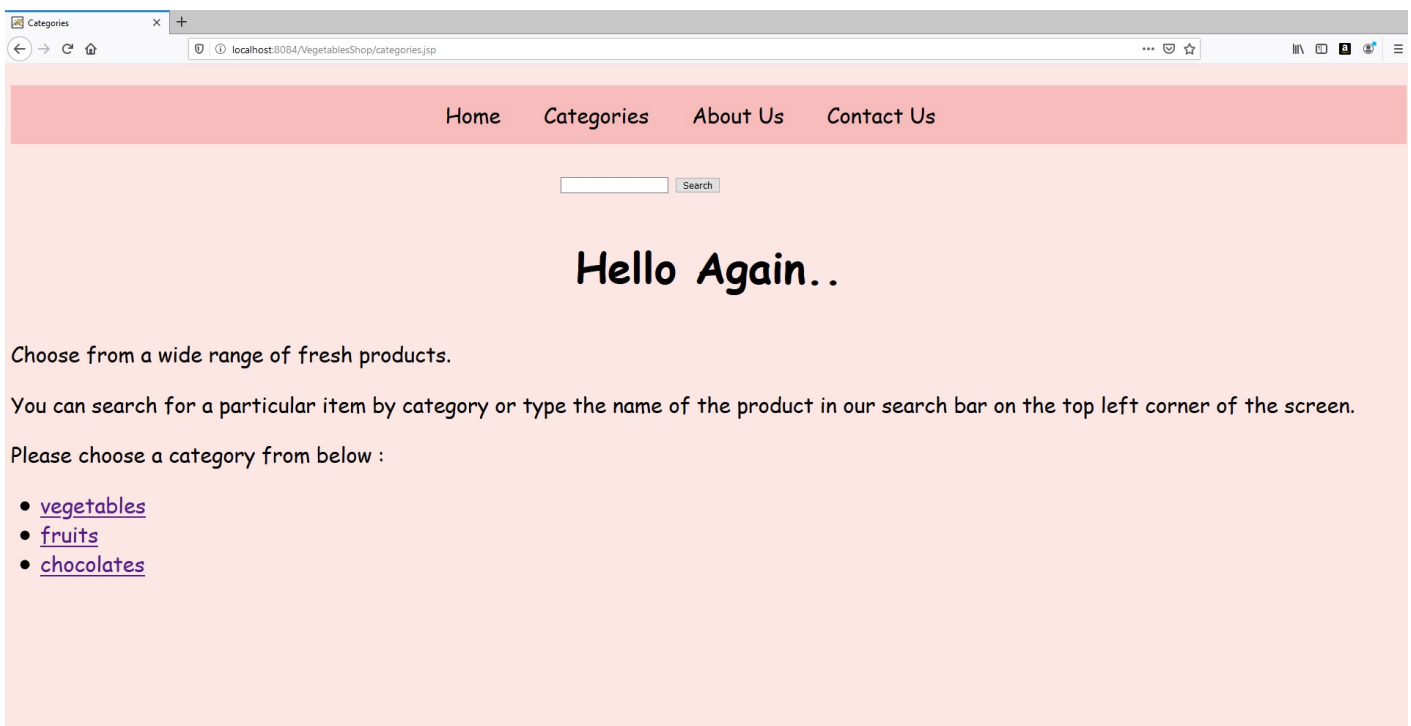 Categories
localhost:8084/VegetablesShop/categories.jsp
Home Categories About Us Contact Us
Search
Hello Again..
Choose from a wide range of fresh products.
You can search for a particular item by category or type the name of the product in our search bar on the top left corner of the screen.
Please choose a category from below :
vegetables
fruits
chocolates